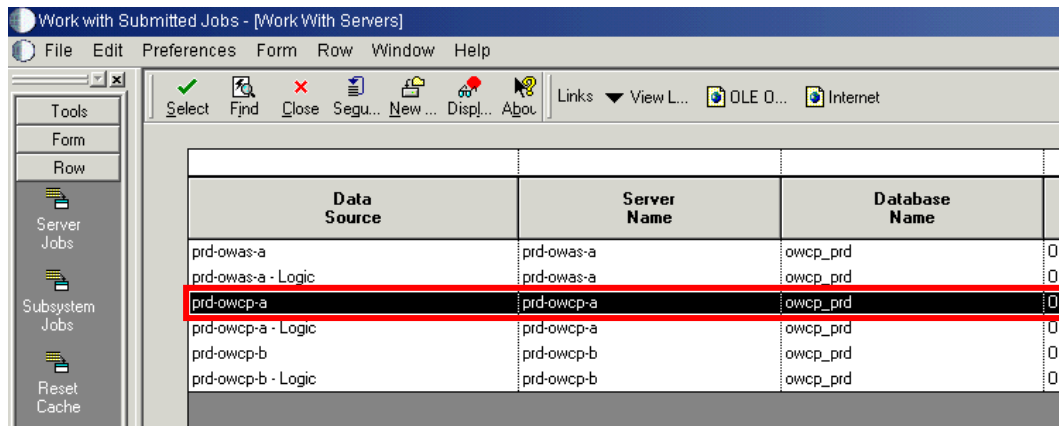 Work with Submitted Jobs - [Work With Servers]
File Edit Preferences Form Row Window Help
Select Find Close Segu... New ... Displ... Abou Links View L... OLE O... Internet
Tools
Form
Row
Server Jobs
Subsystem Jobs
Reset Cache
Data Source Server Name Database Name
prd-owas-a prd-owas-a owcp_prd
prd-owas-a - Logic prd-owas-a owcp_prd
prd-owcp-a prd-owcp-a owcp_prd
prd-owcp-a - Logic prd-owcp-a owcp_prd
prd-owcp-b prd-owcp-b owcp_prd
prd-owcp-b - Logic prd-owcp-b owcp_prd